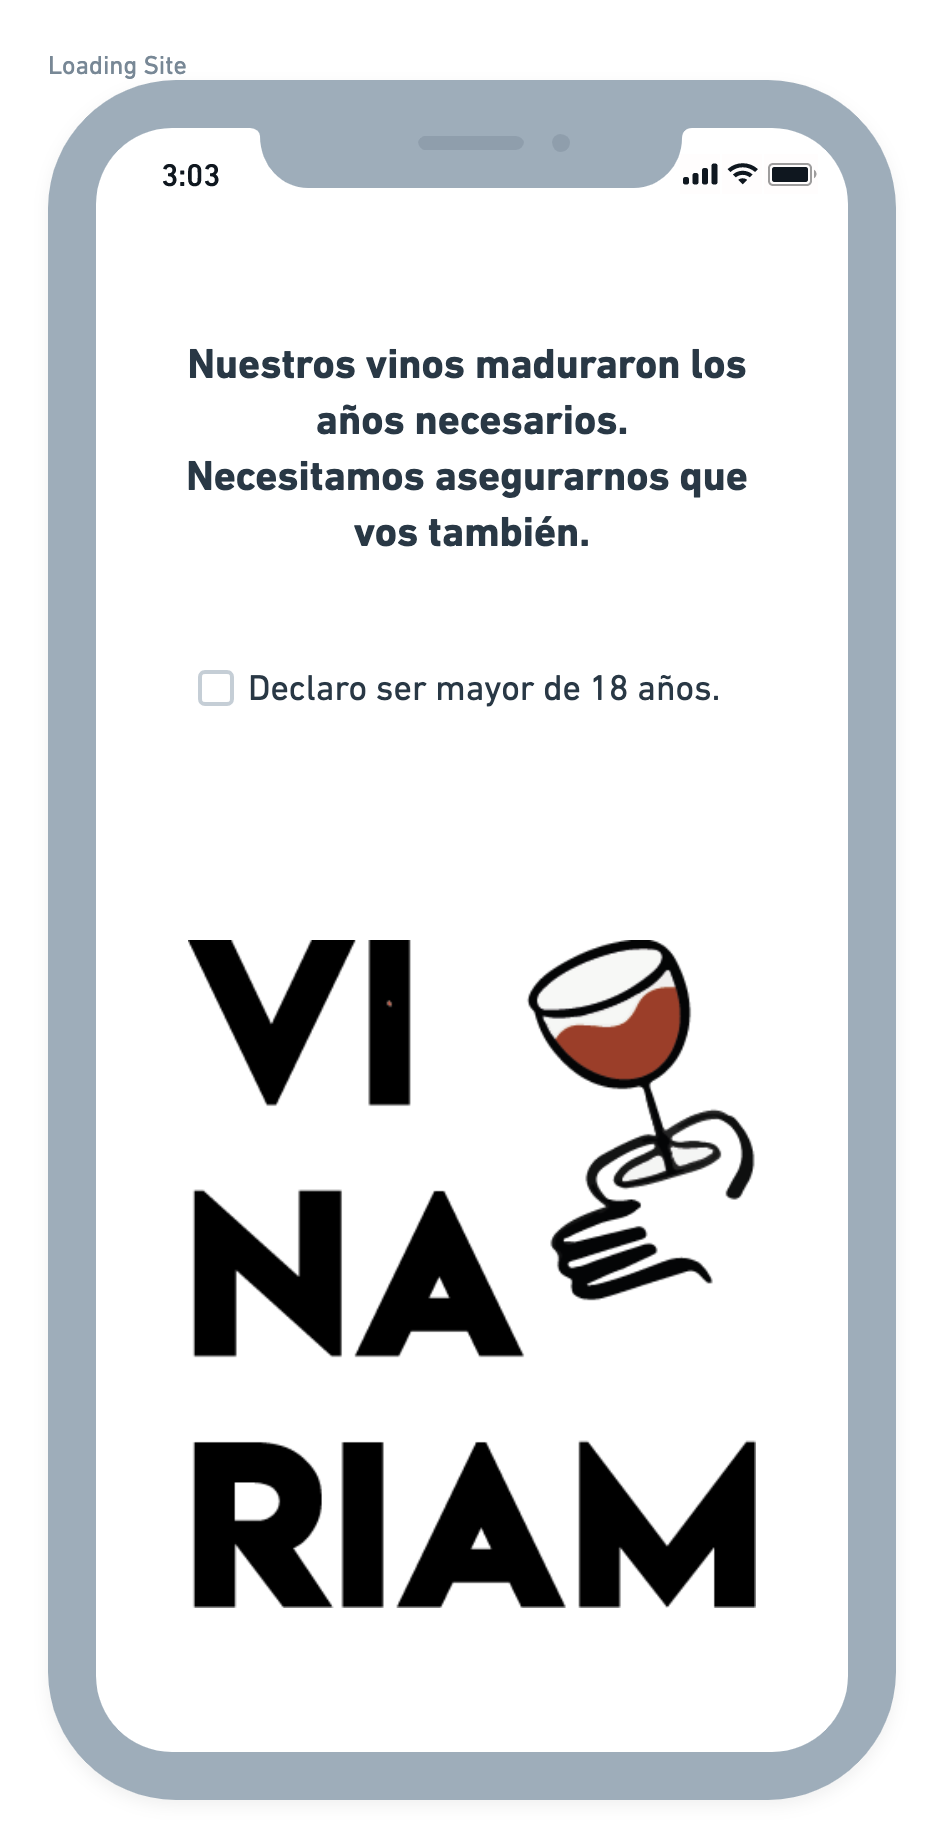 Loading Site
3:03
Nuestros vinos maduraron los
años necesarios.
Necesitamos asegurarnos que
vos también.
Declaro ser mayor de 18 años.
VI
NA
RIAM